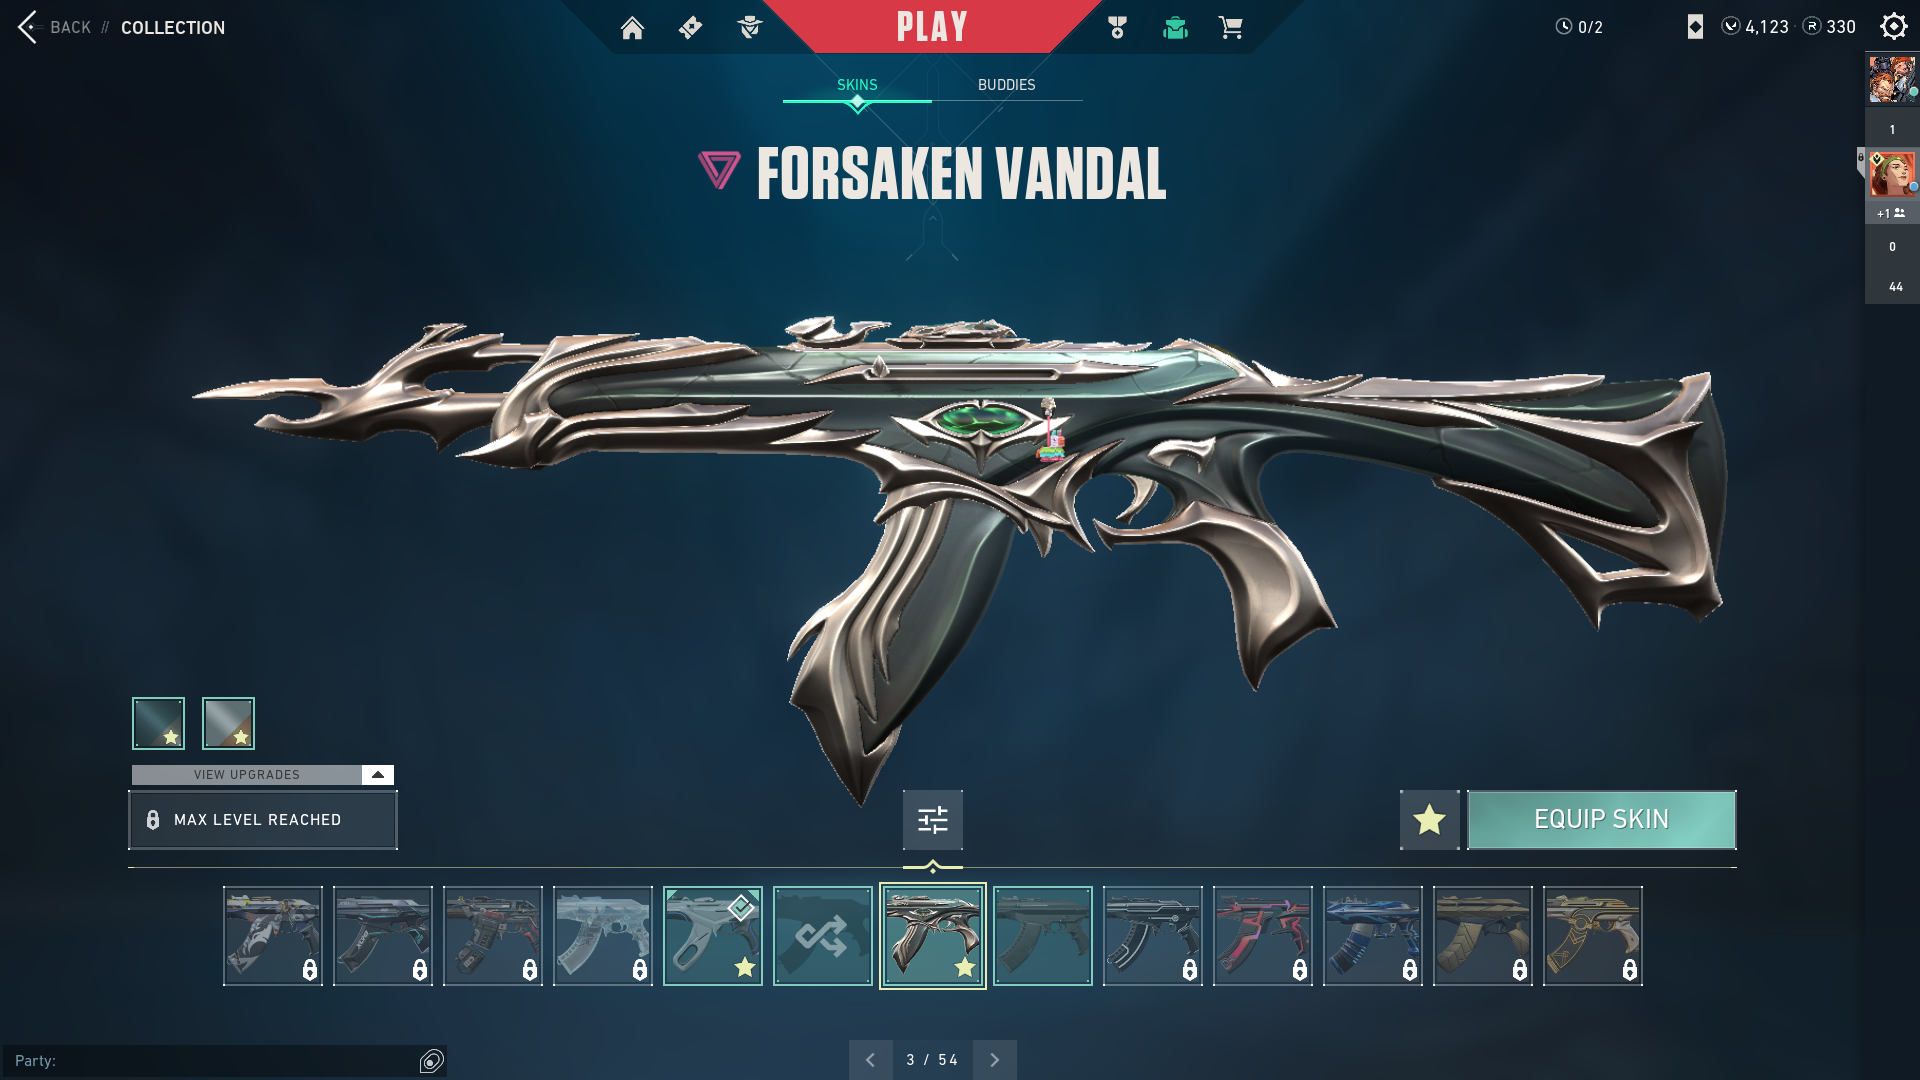 BACK // COLLECTION
PLAY
0/2
4,123
R 330
SKINS
BUDDIES
FORSAKEN VANDAL
1
+1
0
44
VIEW UPGRADES
MAX LEVEL REACHED
EQUIP SKIN
Party:
3 / 54